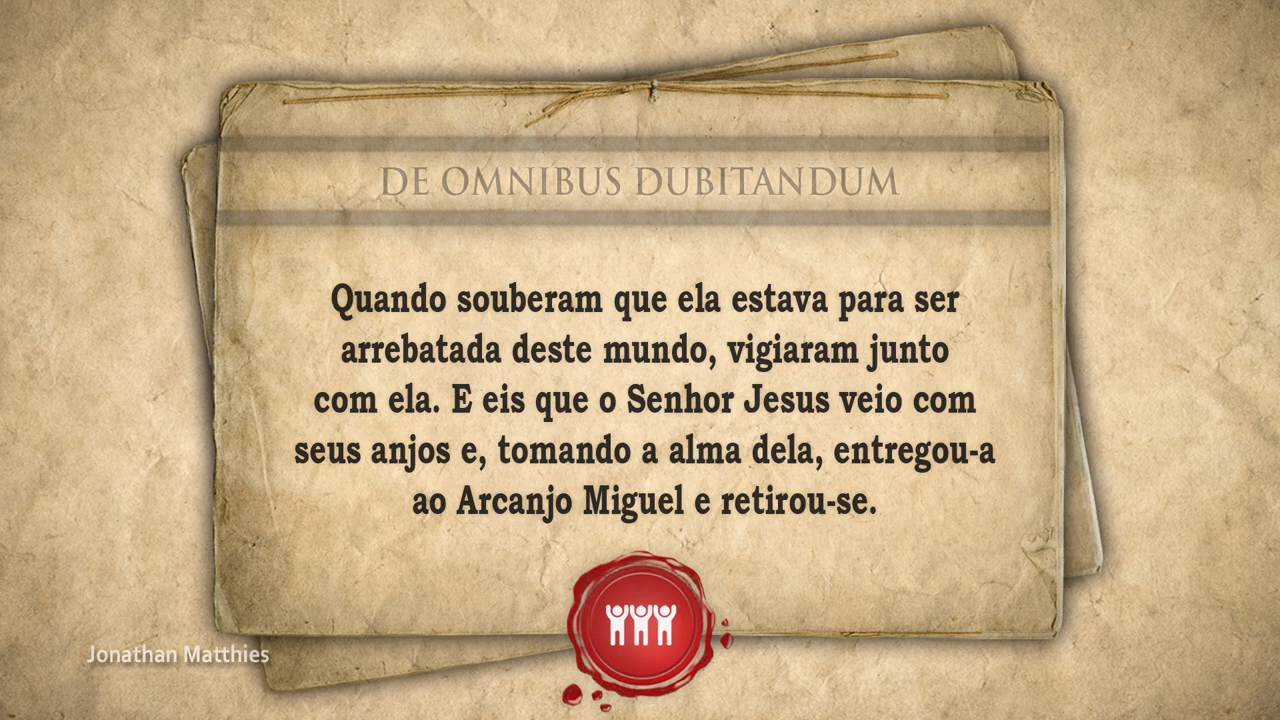 DE OMNIBUS DUBITANDUM
Quando souberam que ela estava para ser
arrebatada deste mundo, vigiaram junto
com ela. E eis que o Senhor Jesus veio com
seus anjos e, tomando a alma dela, entregou-a
ao Arcanjo Miguel e retirou-se.
Jonathan Matthies